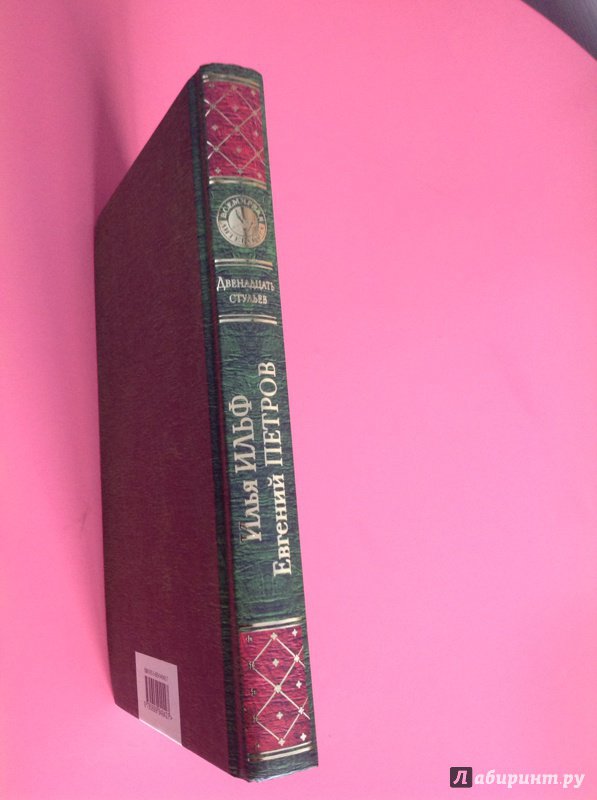 Двенадцать
стульев
Илья ИЛЬФ
Евгений ПЕТРОВ
Лабиринт.ру